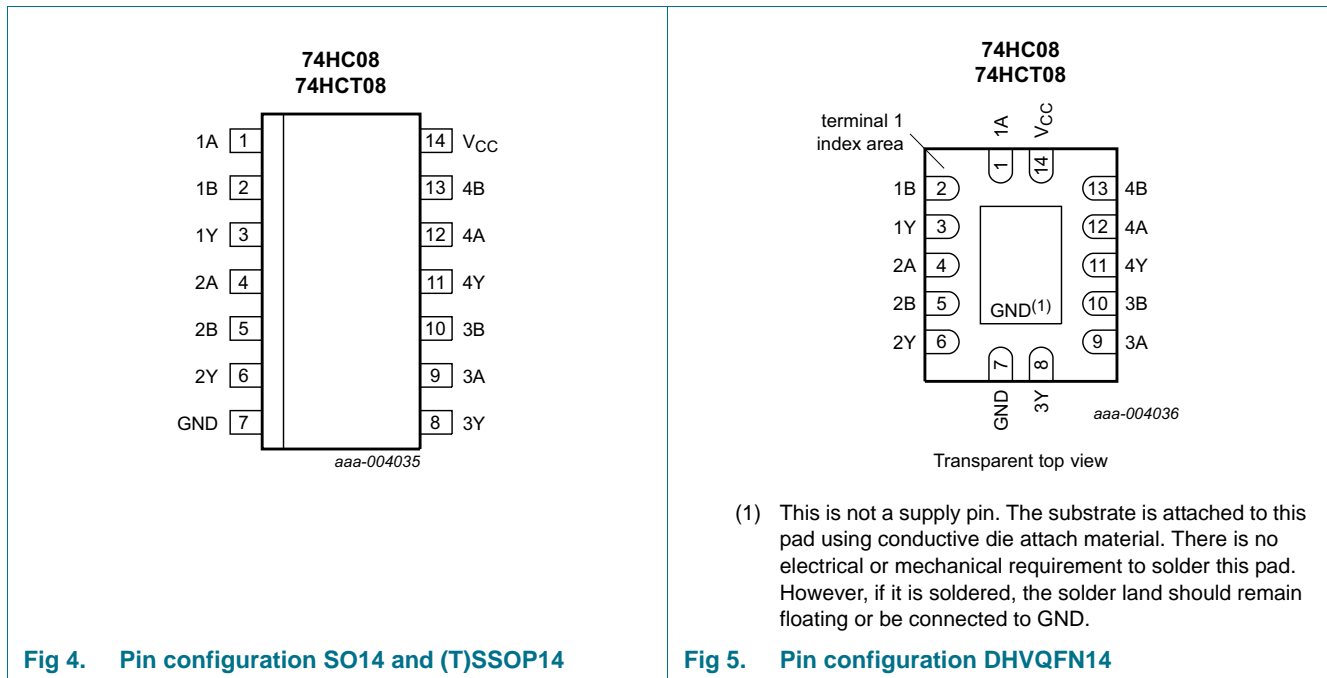 74HC08
74HCT08
1A 1
1B 2
1Y 3
2A 4
2B 5
2Y 6
GND 7
14 VCC
13 4B
12 4A
11 4Y
10 3B
9 3A
8 3Y
aaa-004035
Fig 4. Pin configuration SO14 and (T)SSOP14
74HC08
74HCT08
terminal 1
index area
1A VCC
1 14
1B 2
1Y 3
2A 4
2B 5
2Y 6
13 4B
12 4A
11 4Y
10 3B
9 3A
GND(1)
7 8
GND 3Y
aaa-004036
Transparent top view
(1) This is not a supply pin. The substrate is attached to this
pad using conductive die attach material. There is no
electrical or mechanical requirement to solder this pad.
However, if it is soldered, the solder land should remain
floating or be connected to GND.
Fig 5. Pin configuration DHVQFN14